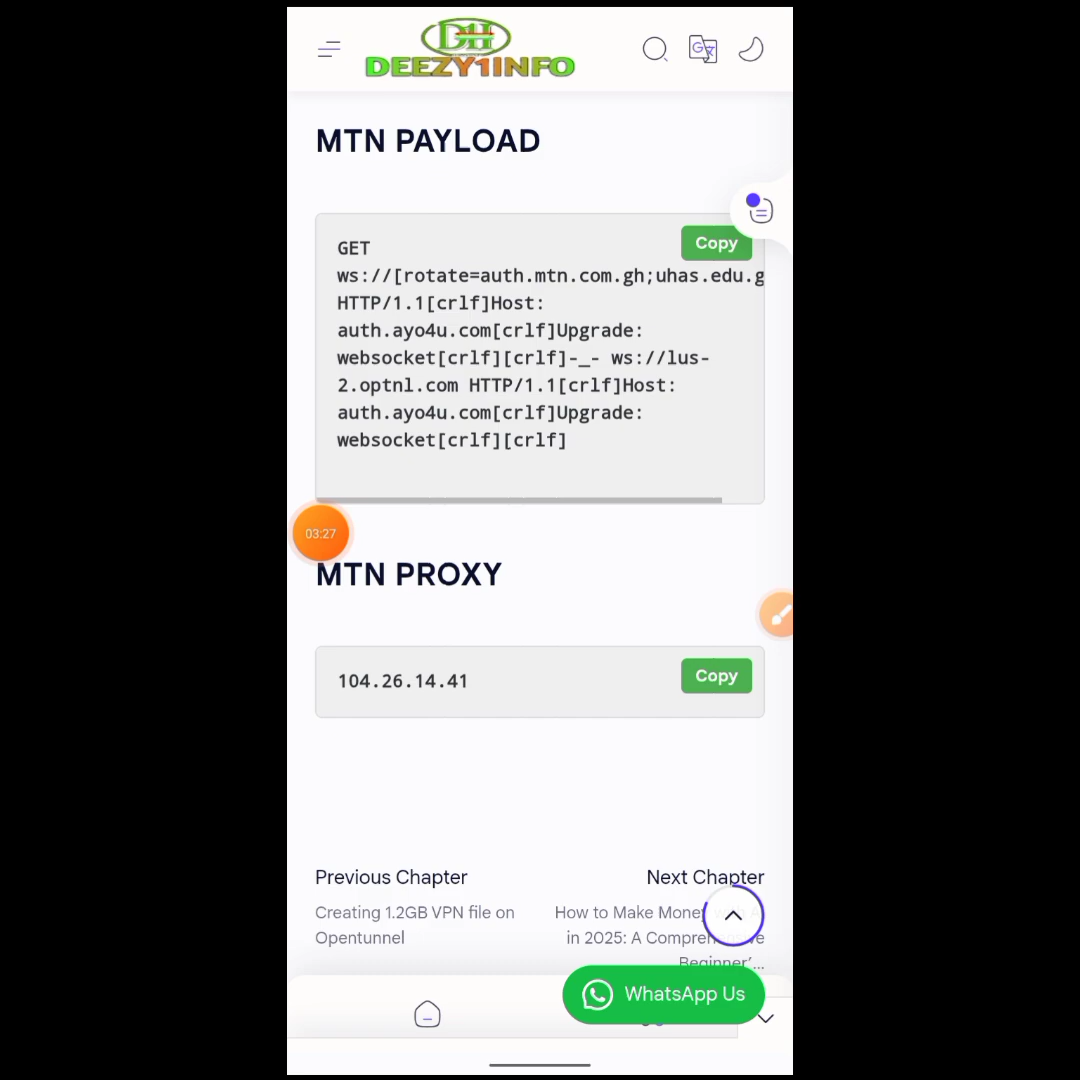 DH
DEEZY1INFO
MTN PAYLOAD
Copy
GET
ws://[rotate=auth.mtn.com.gh;uhas.edu.g
HTTP/1.1[crlf]Host:
auth.ayo4u.com[crlf]Upgrade:
websocket[crlf][crlf]-_- ws://lus-
2.optnl.com HTTP/1.1[crlf]Host:
auth.ayo4u.com[crlf]Upgrade:
websocket[crlf][crlf]
03:27
MTN PROXY
104.26.14.41
Copy
Previous Chapter
Creating 1.2GB VPN file on
Opentunnel
Next Chapter
How to Make Money
in 2025: A Comprehensive
Beginner'...
WhatsApp Us